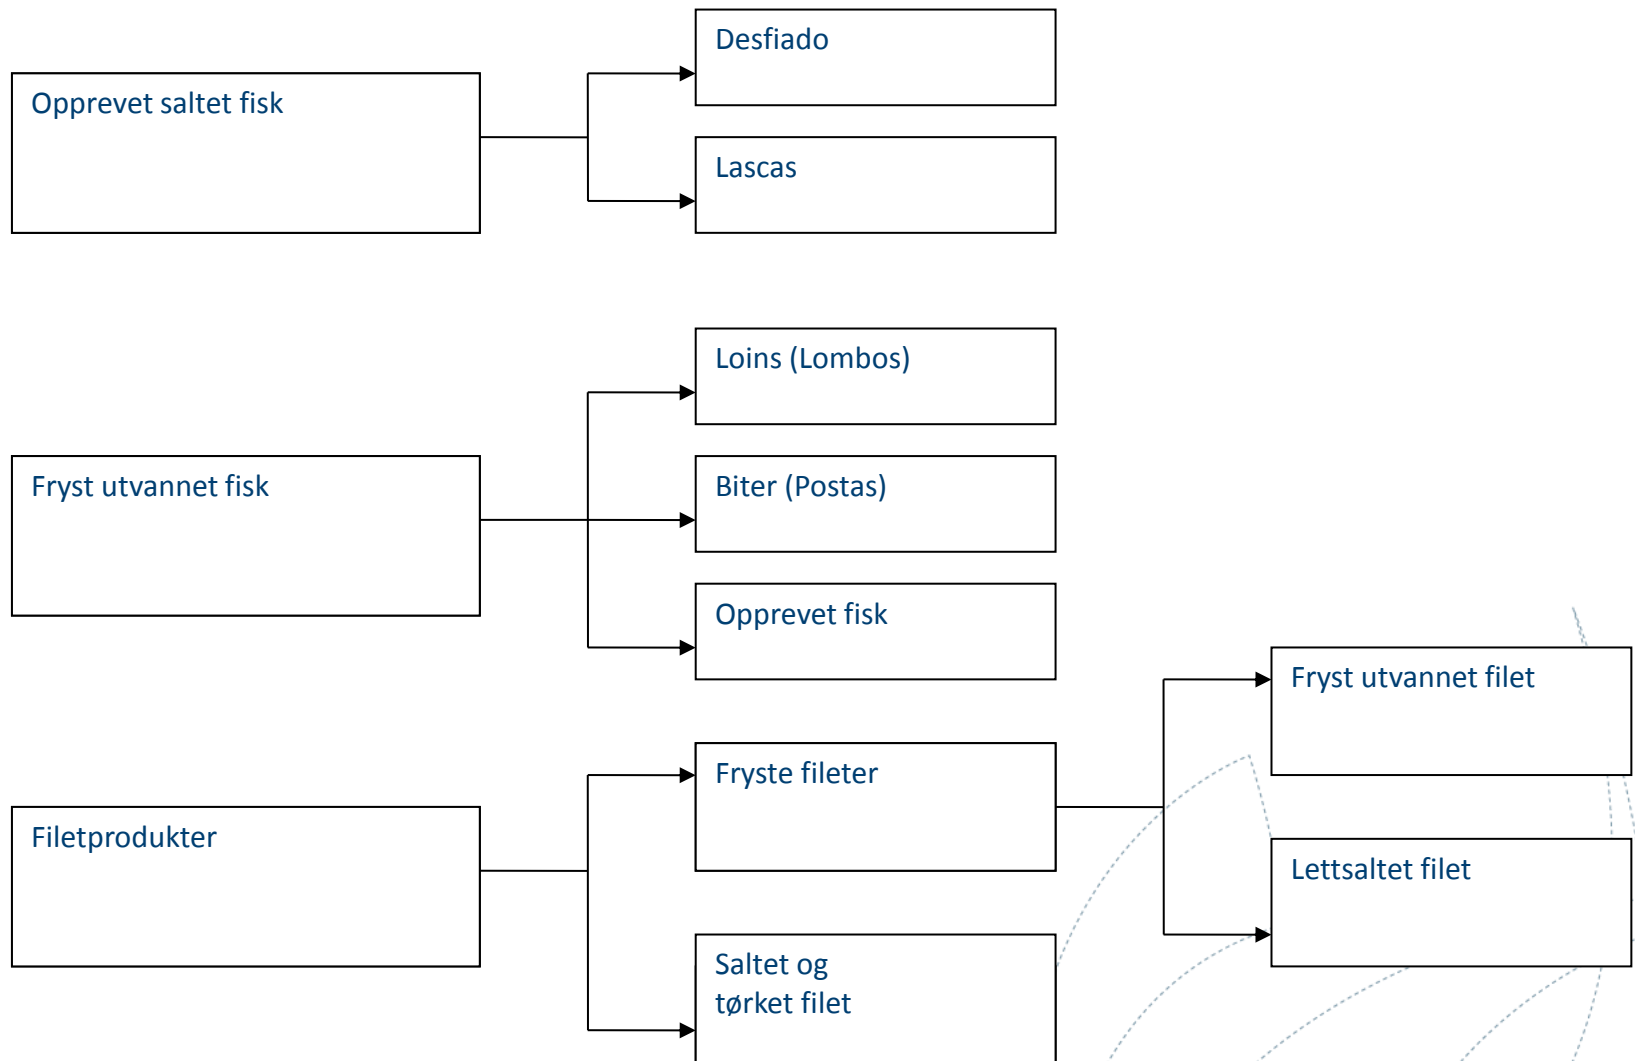 Opprevet saltet fisk
Desfiado
Lascas
Fryst utvannet fisk
Loins (Lombos)
Biter (Postas)
Opprevet fisk
Filetprodukter
Fryste fileter
Saltet og
tørket filet
Fryst utvannet filet
Lettsaltet filet